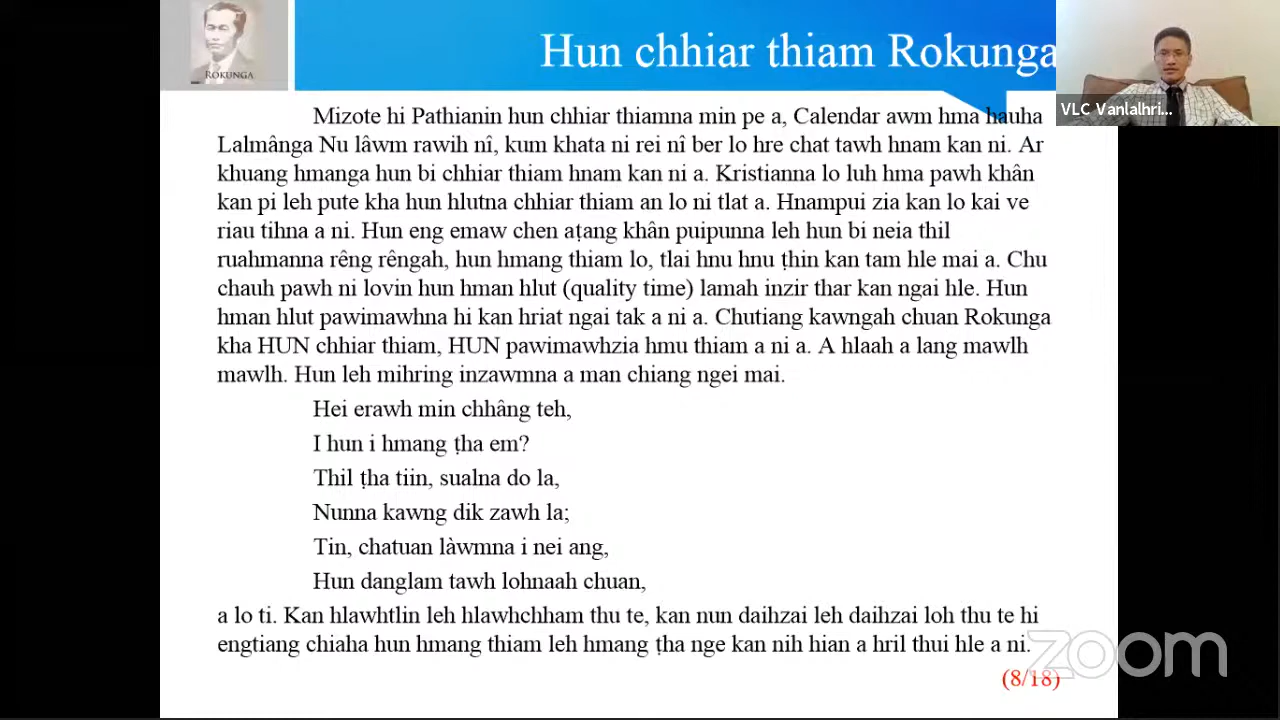 ROKUNGA
Hun chhiar thiam Rokunga
VLC Vanlalhri...
Mizote hi Pathianin hun chhiar thiamna min pe a, Calendar awm hma hauha
Lalmânga Nu lâwm rawih nî, kum khata ni rei nî ber lo hre chat tawh hnam kan ni. Ar
khuang hmanga hun bi chhiar thiam hnam kan ni a. Kristianna lo luh hma pawh khân
kan pi leh pute kha hun hlutna chhiar thiam an lo ni tlat a. Hnampui zia kan lo kai ve
riau tihna a ni. Hun eng emaw chen aṭang khân puipunna leh hun bi neia thil
ruahmanna rêng rêngah, hun hmang thiam lo, tlai hnu hnu ṭhin kan tam hle mai a. Chu
chauh pawh ni lovin hun hman hlut (quality time) lamah inzir thar kan ngai hle. Hun
hman hlut pawimawhna hi kan hriat ngai tak a ni a. Chutiang kawngah chuan Rokunga
kha HUN chhiar thiam, HUN pawimawhzia hmu thiam a ni a. A hlaah a lang mawlh
mawlh. Hun leh mihring inzawmna a man chiang ngei mai.
Hei erawh min chhâng teh,
I hun i hmang ṭha em?
Thil ṭha tiin, sualna do la,
Nunna kawng dik zawh la;
Tin, chatuan làwmna i nei ang,
Hun danglam tawh lohnaah chuan,
a lo ti. Kan hlawhtlin leh hlawhchham thu te, kan nun daihzai leh daihzai loh thu te hi
engtiang chiaha hun hmang thiam leh hmang ṭha nge kan nih hian a hril thui hle a ni.
zoom
(8/18)